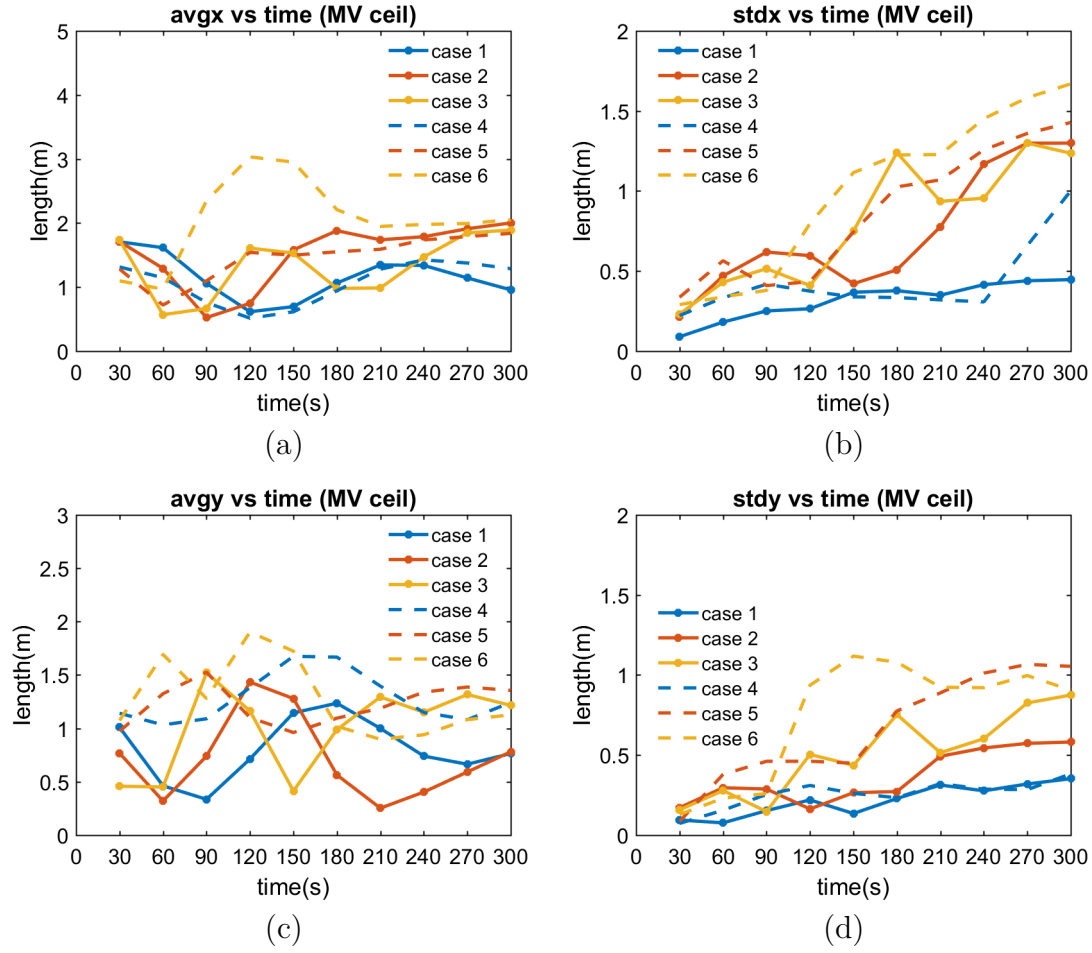 avgx vs time (MV ceil)
length(m)
5
4
3
2
1
0
case 1
case 2
case 3
case 4
case 5
case 6
0 30 60 90 120 150 180 210 240 270 300
time(s)
(a)
stdx vs time (MV ceil)
length(m)
2
1.5
1
0.5
0
case 1
case 2
case 3
case 4
case 5
case 6
0 30 60 90 120 150 180 210 240 270 300
time(s)
(b)
avgy vs time (MV ceil)
length(m)
3
2.5
2
1.5
1
0.5
0
case 1
case 2
case 3
case 4
case 5
case 6
0 30 60 90 120 150 180 210 240 270 300
time(s)
(c)
stdy vs time (MV ceil)
length(m)
2
1.5
1
0.5
0
case 1
case 2
case 3
case 4
case 5
case 6
0 30 60 90 120 150 180 210 240 270 300
time(s)
(d)